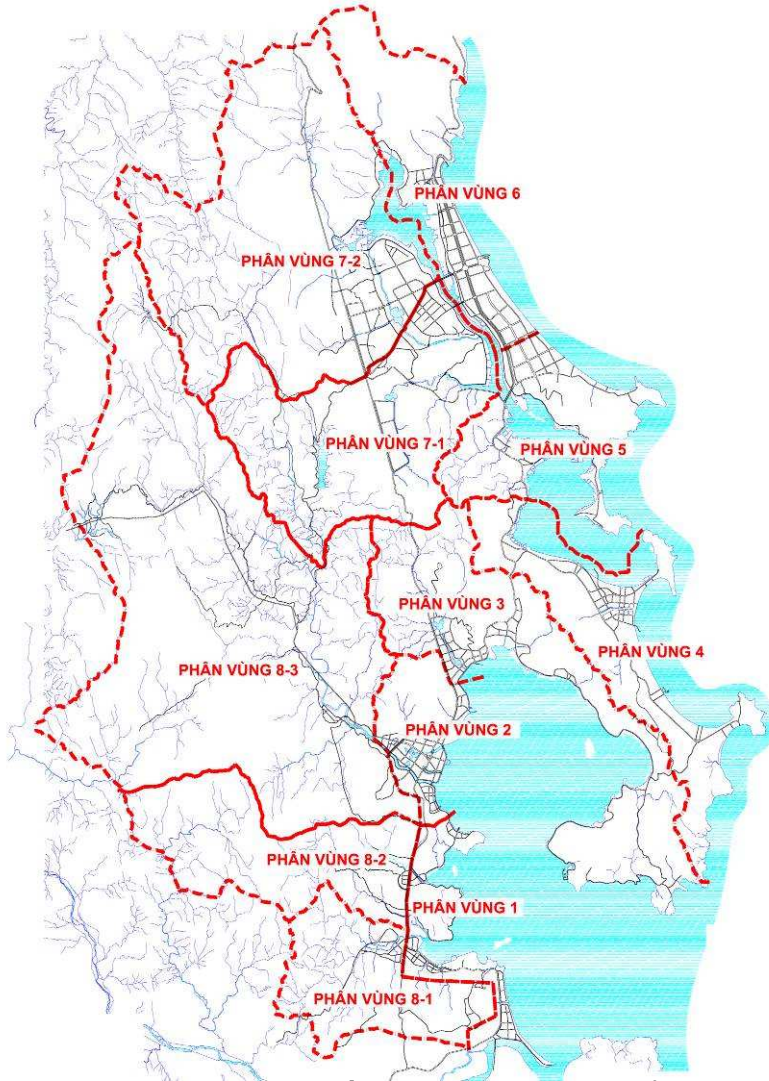 PHÂN VÙNG 6
PHÂN VÙNG 7-2
PHÂN VÙNG 7-1
PHÂN VÙNG 5
PHÂN VÙNG 3
PHÂN VÙNG 4
PHÂN VÙNG 8-3
PHÂN VÙNG 2
PHÂN VÙNG 8-2
PHÂN VÙNG 1
PHÂN VÙNG 8-1